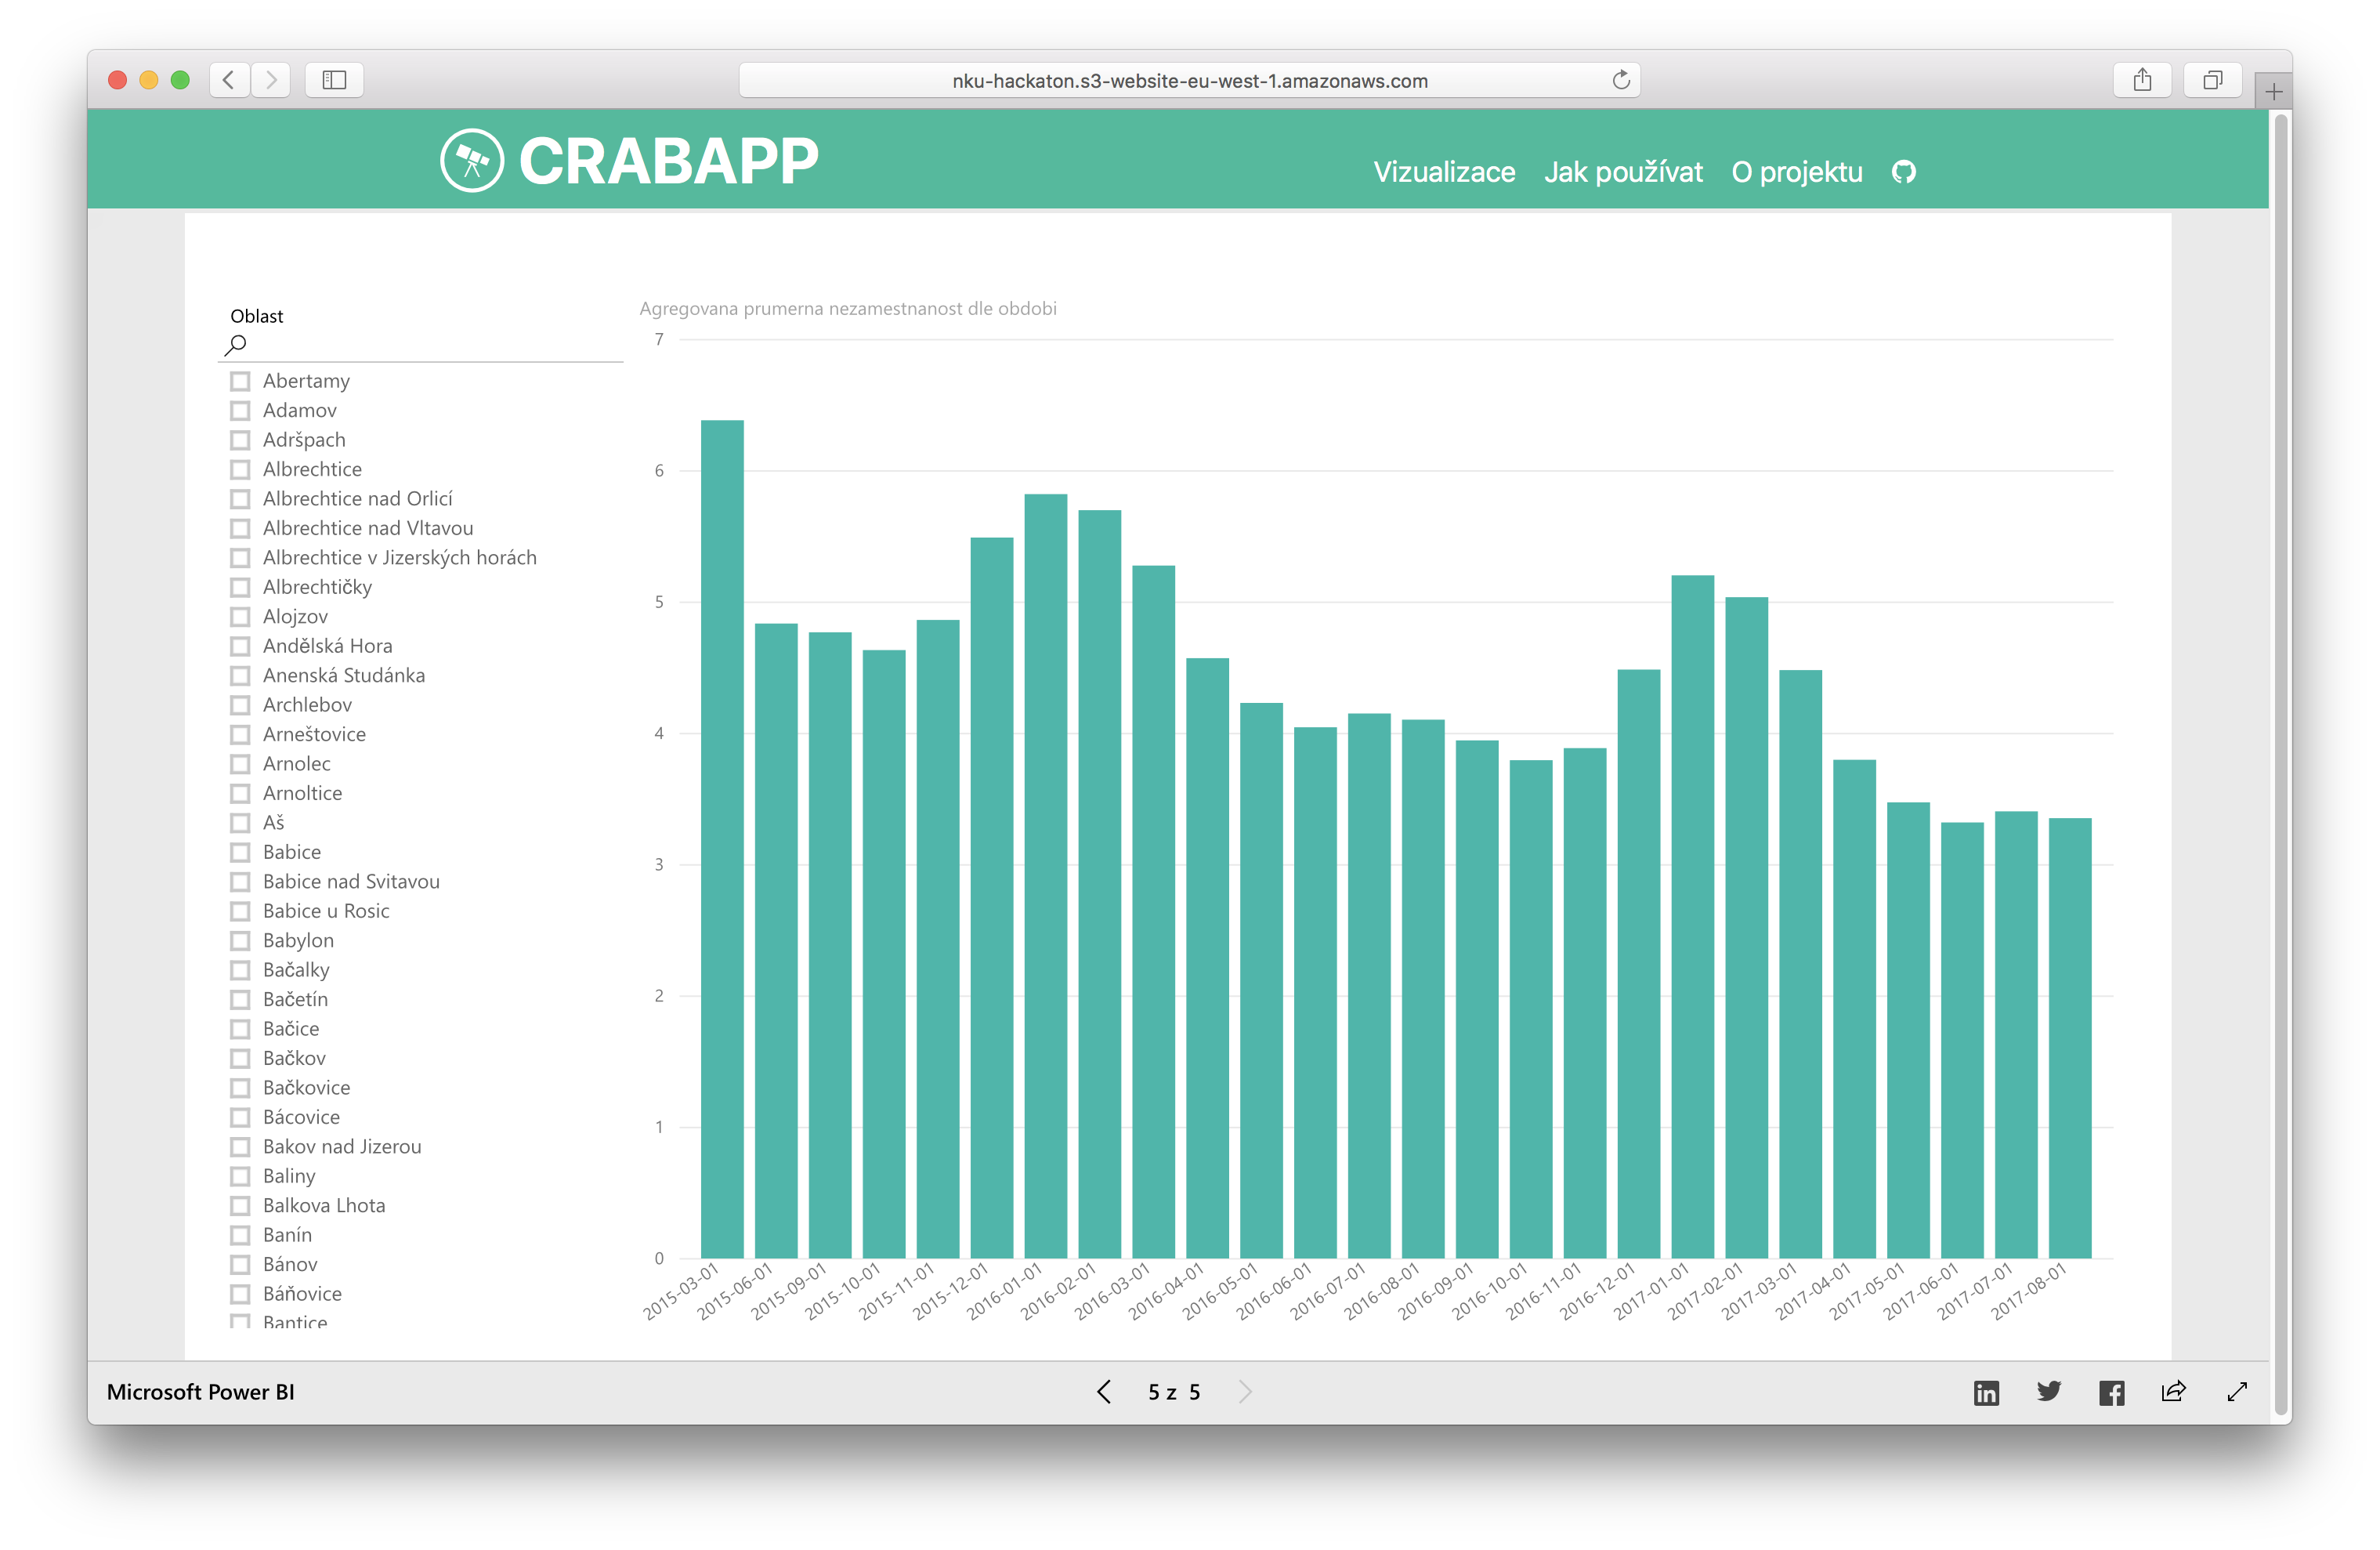 nku-hackaton.s3-website-eu-west-1.amazonaws.com
CRABAPP
Vizualizace Jak používat O projektu
Oblast
Abertamy
Adamov
Adršpach
Albrechtice
Albrechtice nad Orlicí
Albrechtice nad Vltavou
Albrechtice v Jizerských horách
Albrechtičky
Alojzov
Andělská Hora
Anenská Studánka
Archlebov
Arneštovice
Arnolec
Arnoltice
Aš
Babice
Babice nad Svitavou
Babice u Rosic
Babylon
Bačalky
Bačetín
Bačice
Bačkov
Bačkovice
Bácovice
Bakov nad Jizerou
Baliny
Balkova Lhota
Banín
Bánov
Báňovice
Bantice
Agregovana prumerna nezamestnanost dle obdobi
7
6
5
4
3
2
1
0
2015-03-01
2015-06-01
2015-09-01
2015-10-01
2015-11-01
2015-12-01
2016-01-01
2016-02-01
2016-03-01
2016-04-01
2016-05-01
2016-06-01
2016-07-01
2016-08-01
2016-09-01
2016-10-01
2016-11-01
2016-12-01
2017-01-01
2017-02-01
2017-03-01
2017-04-01
2017-05-01
2017-06-01
2017-07-01
2017-08-01
Microsoft Power BI
5 z 5